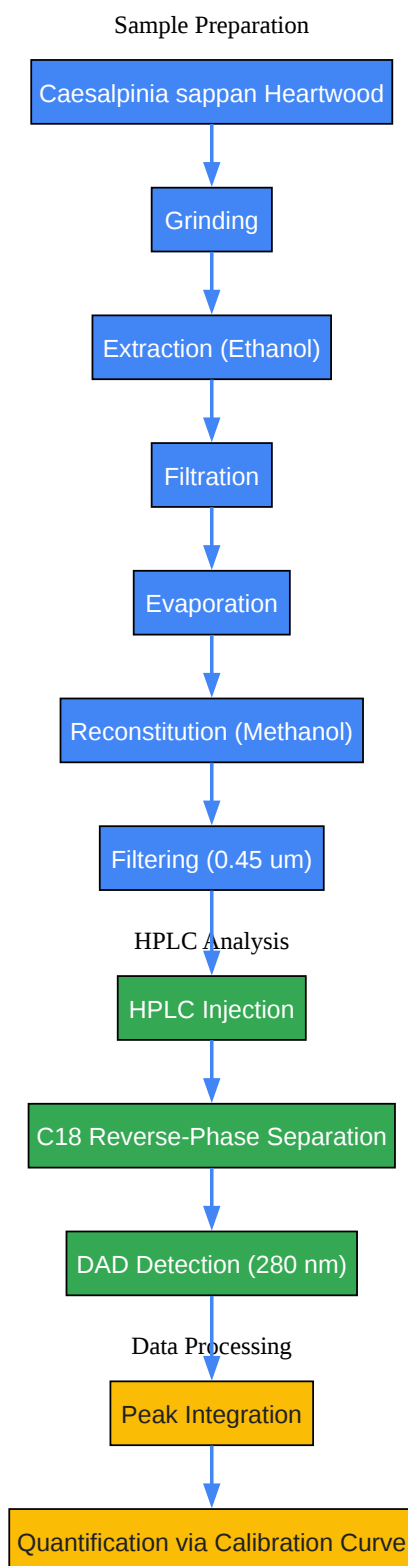 Sample Preparation
Caesalpinia sappan Heartwood
Grinding
Extraction (Ethanol)
Filtration
Evaporation
Reconstitution (Methanol)
Filtering (0.45 um)
HPLC Analysis
HPLC Injection
C18 Reverse-Phase Separation
DAD Detection (280 nm)
Data Processing
Peak Integration
Quantification via Calibration Curve